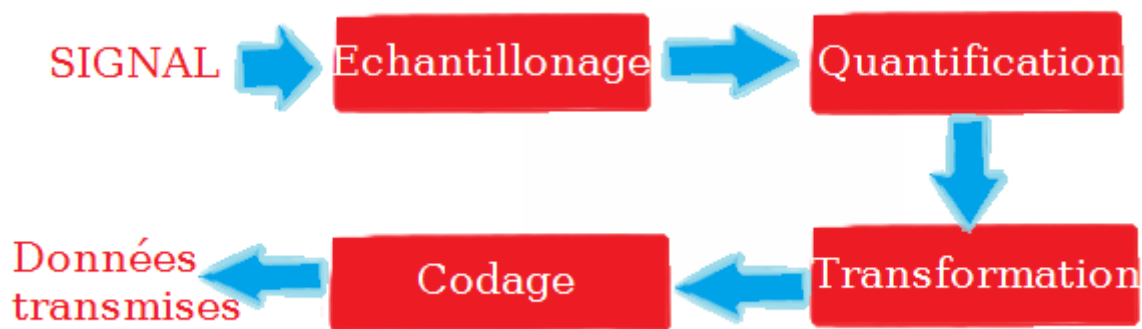 SIGNAL
Echantillonage
Quantification
Transformation
Codage
Données
transmises